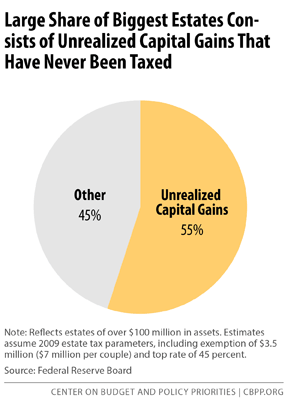 Large Share of Biggest Estates Con-
sists of Unrealized Capital Gains That
Have Never Been Taxed
Other
45%
Unrealized
Capital Gains
55%
Note: Reflects estates of over $100 million in assets. Estimates
assume 2009 estate tax parameters, including exemption of $3.5
million ($7 million per couple) and top rate of 45 percent.
Source: Federal Reserve Board
CENTER ON BUDGET AND POLICY PRIORITIES | CBPP.ORG